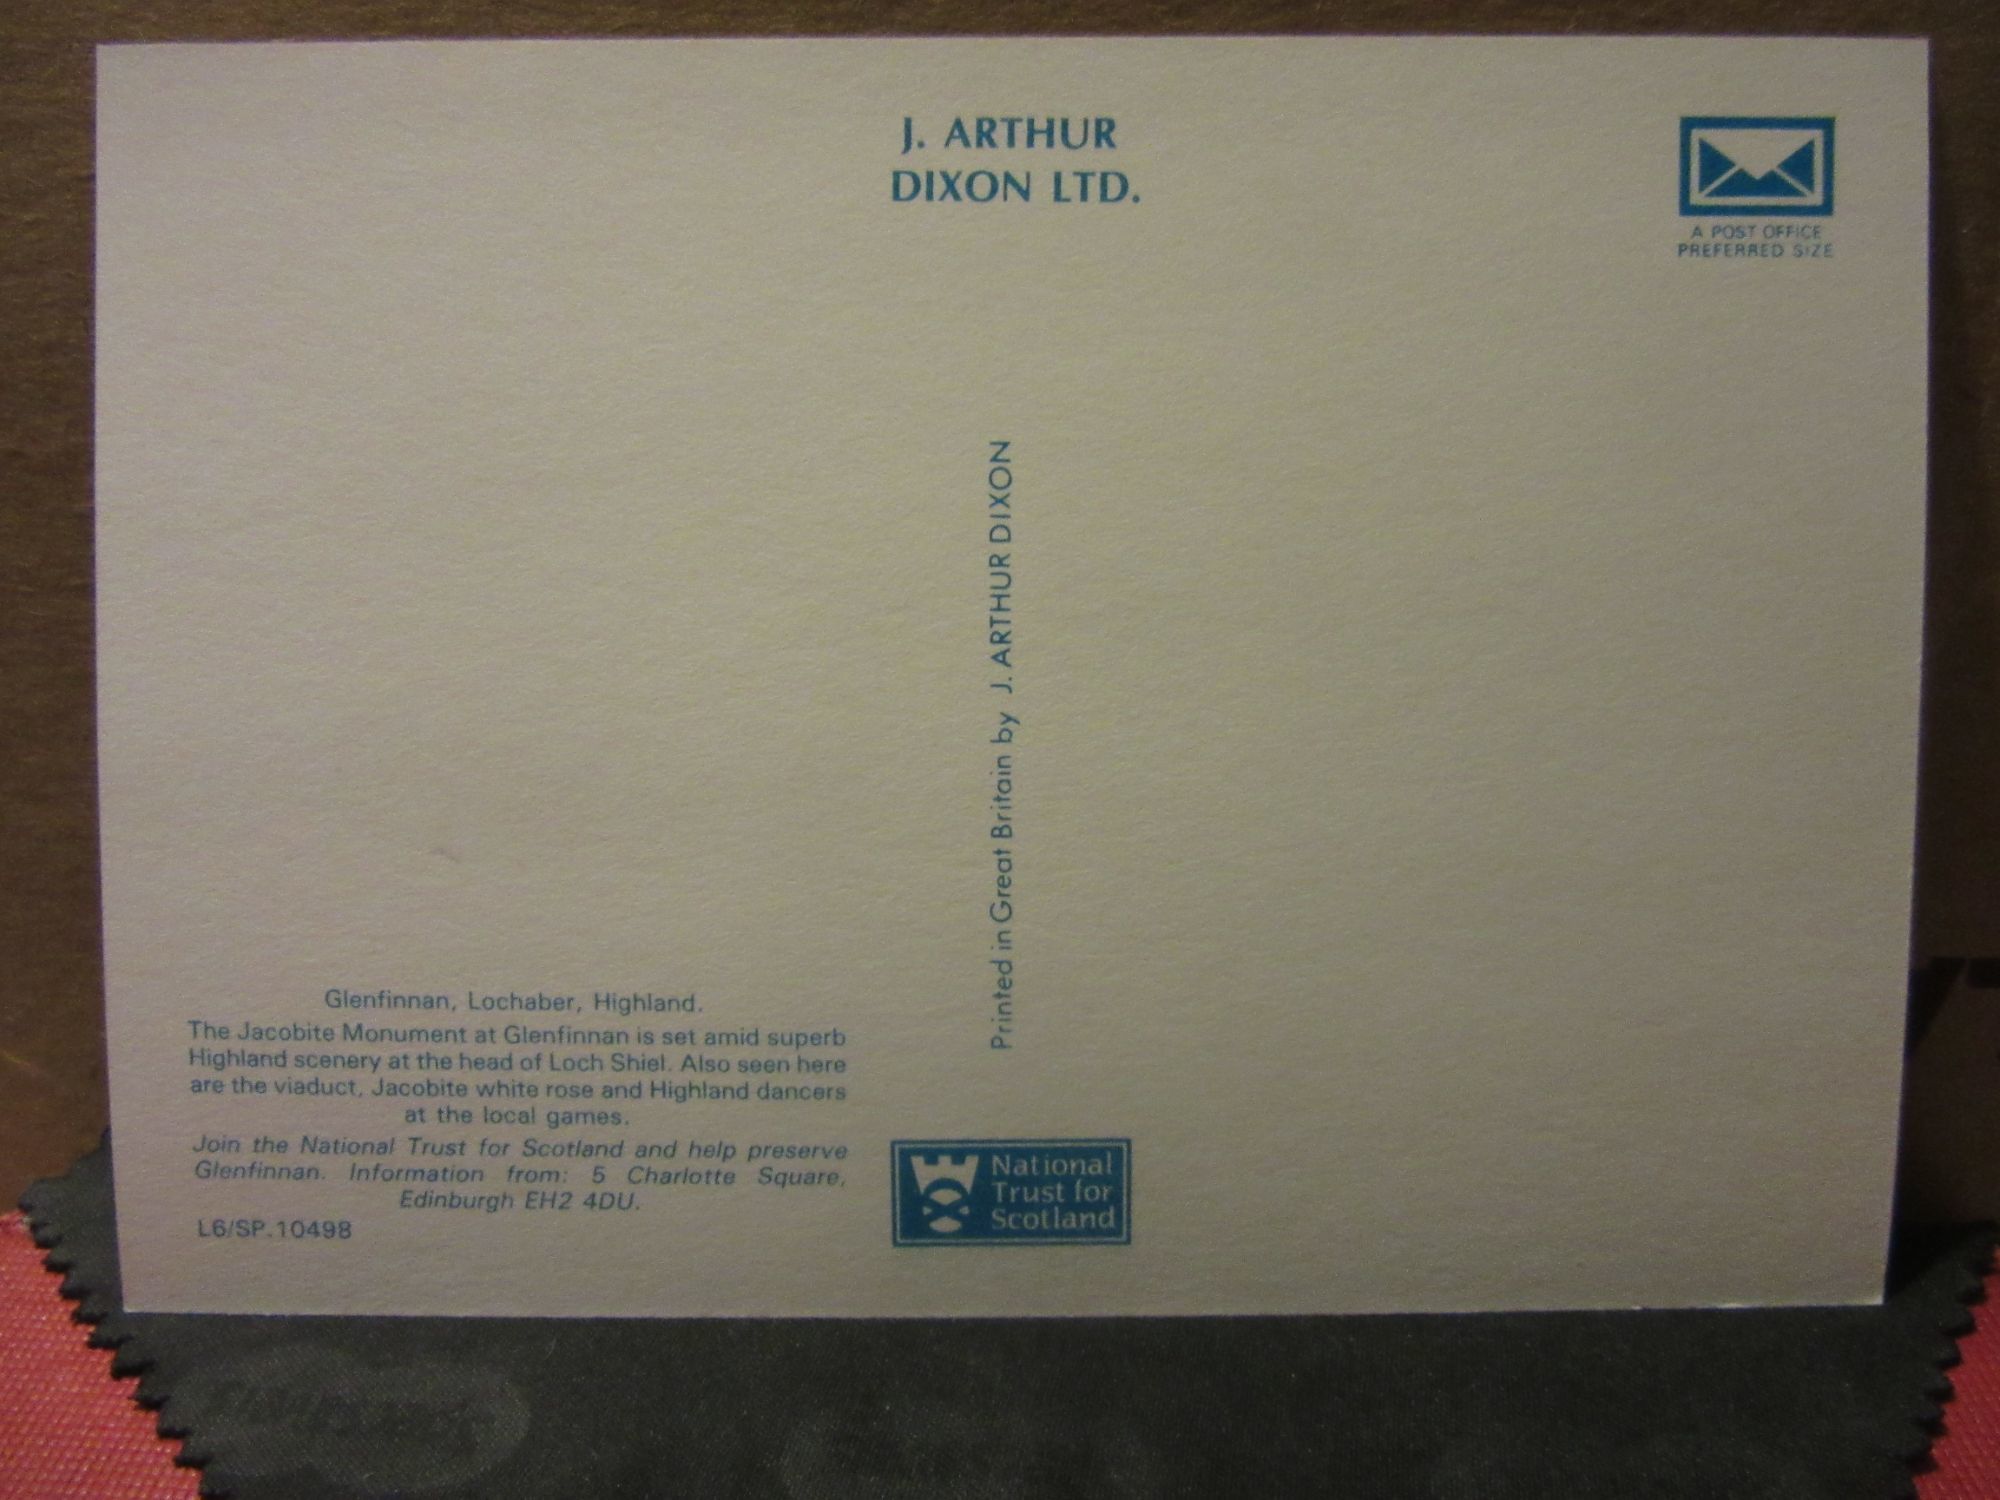 J. ARTHUR
DIXON LTD.
A POST OFFICE
PREFERRED SIZE
Printed in Great Britain by J. ARTHUR DIXON
Glenfinnan, Lochaber, Highland.
The Jacobite Monument at Glenfinnan is set amid superb
Highland scenery at the head of Loch Shiel. Also seen here
are the viaduct, Jacobite white rose and Highland dancers
at the local games.
Join the National Trust for Scotland and help preserve
Glenfinnan. Information from: 5 Charlotte Square,
Edinburgh EH2 4DU.
L6/SP.10498
National
Trust for
Scotland